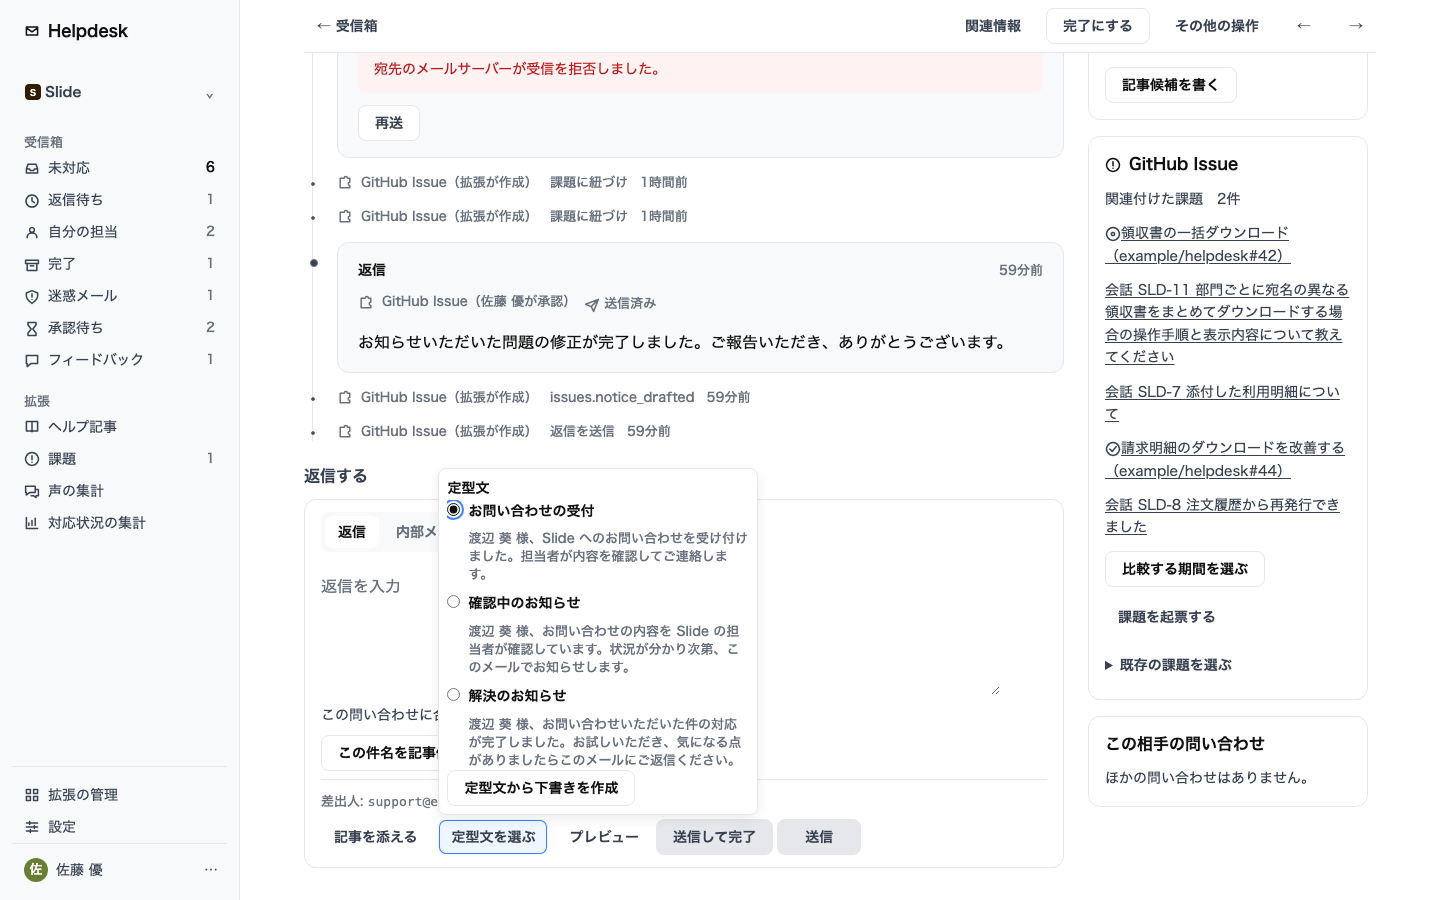 Helpdesk
S Slide
受信箱
未対応 6
返信待ち 1
自分の担当 2
完了 1
迷惑メール 1
承認待ち 2
フィードバック 1
拡張
ヘルプ記事
課題 1
声の集計
対応状況の集計
拡張の管理
設定
佐 佐藤 優 …
← 受信箱
関連情報 完了にする その他の操作 ← →
宛先のメールサーバーが受信を拒否しました。
再送
GitHub Issue（拡張が作成） 課題に紐づけ 1時間前
GitHub Issue（拡張が作成） 課題に紐づけ 1時間前
返信 59分前
GitHub Issue（佐藤 優が承認） 送信済み
お知らせいただいた問題の修正が完了しました。ご報告いただき、ありがとうございます。
GitHub Issue（拡張が作成） issues.notice_drafted 59分前
GitHub Issue（拡張が作成） 返信を送信 59分前
返信する
返信 内部メ
返信を入力
この問い合わせに
この件名を記事
差出人: support@e
定型文
お問い合わせの受付
渡辺 葵 様、Slide へのお問い合わせを受け付け
ました。担当者が内容を確認してご連絡しま
す。
確認中のお知らせ
渡辺 葵 様、お問い合わせの内容を Slide の担
当者が確認しています。状況が分かり次第、こ
のメールでお知らせします。
解決のお知らせ
渡辺 葵 様、お問い合わせいただいた件の対応
が完了しました。お試しいただき、気になる点
がありましたらこのメールにご返信ください。
定型文から下書きを作成
記事を添える 定型文を選ぶ プレビュー 送信して完了 送信
記事候補を書く
GitHub Issue
関連付けた課題 2件
領収書の一括ダウンロード
（example/helpdesk#42）
会話 SLD-11 部門ごとに宛名の異なる
領収書をまとめてダウンロードする場
合の操作手順と表示内容について教え
てください
会話 SLD-7 添付した利用明細につい
て
請求明細のダウンロードを改善する
（example/helpdesk#44）
会話 SLD-8 注文履歴から再発行でき
ました
比較する期間を選ぶ
課題を起票する
▶ 既存の課題を選ぶ
この相手の問い合わせ
ほかの問い合わせはありません。